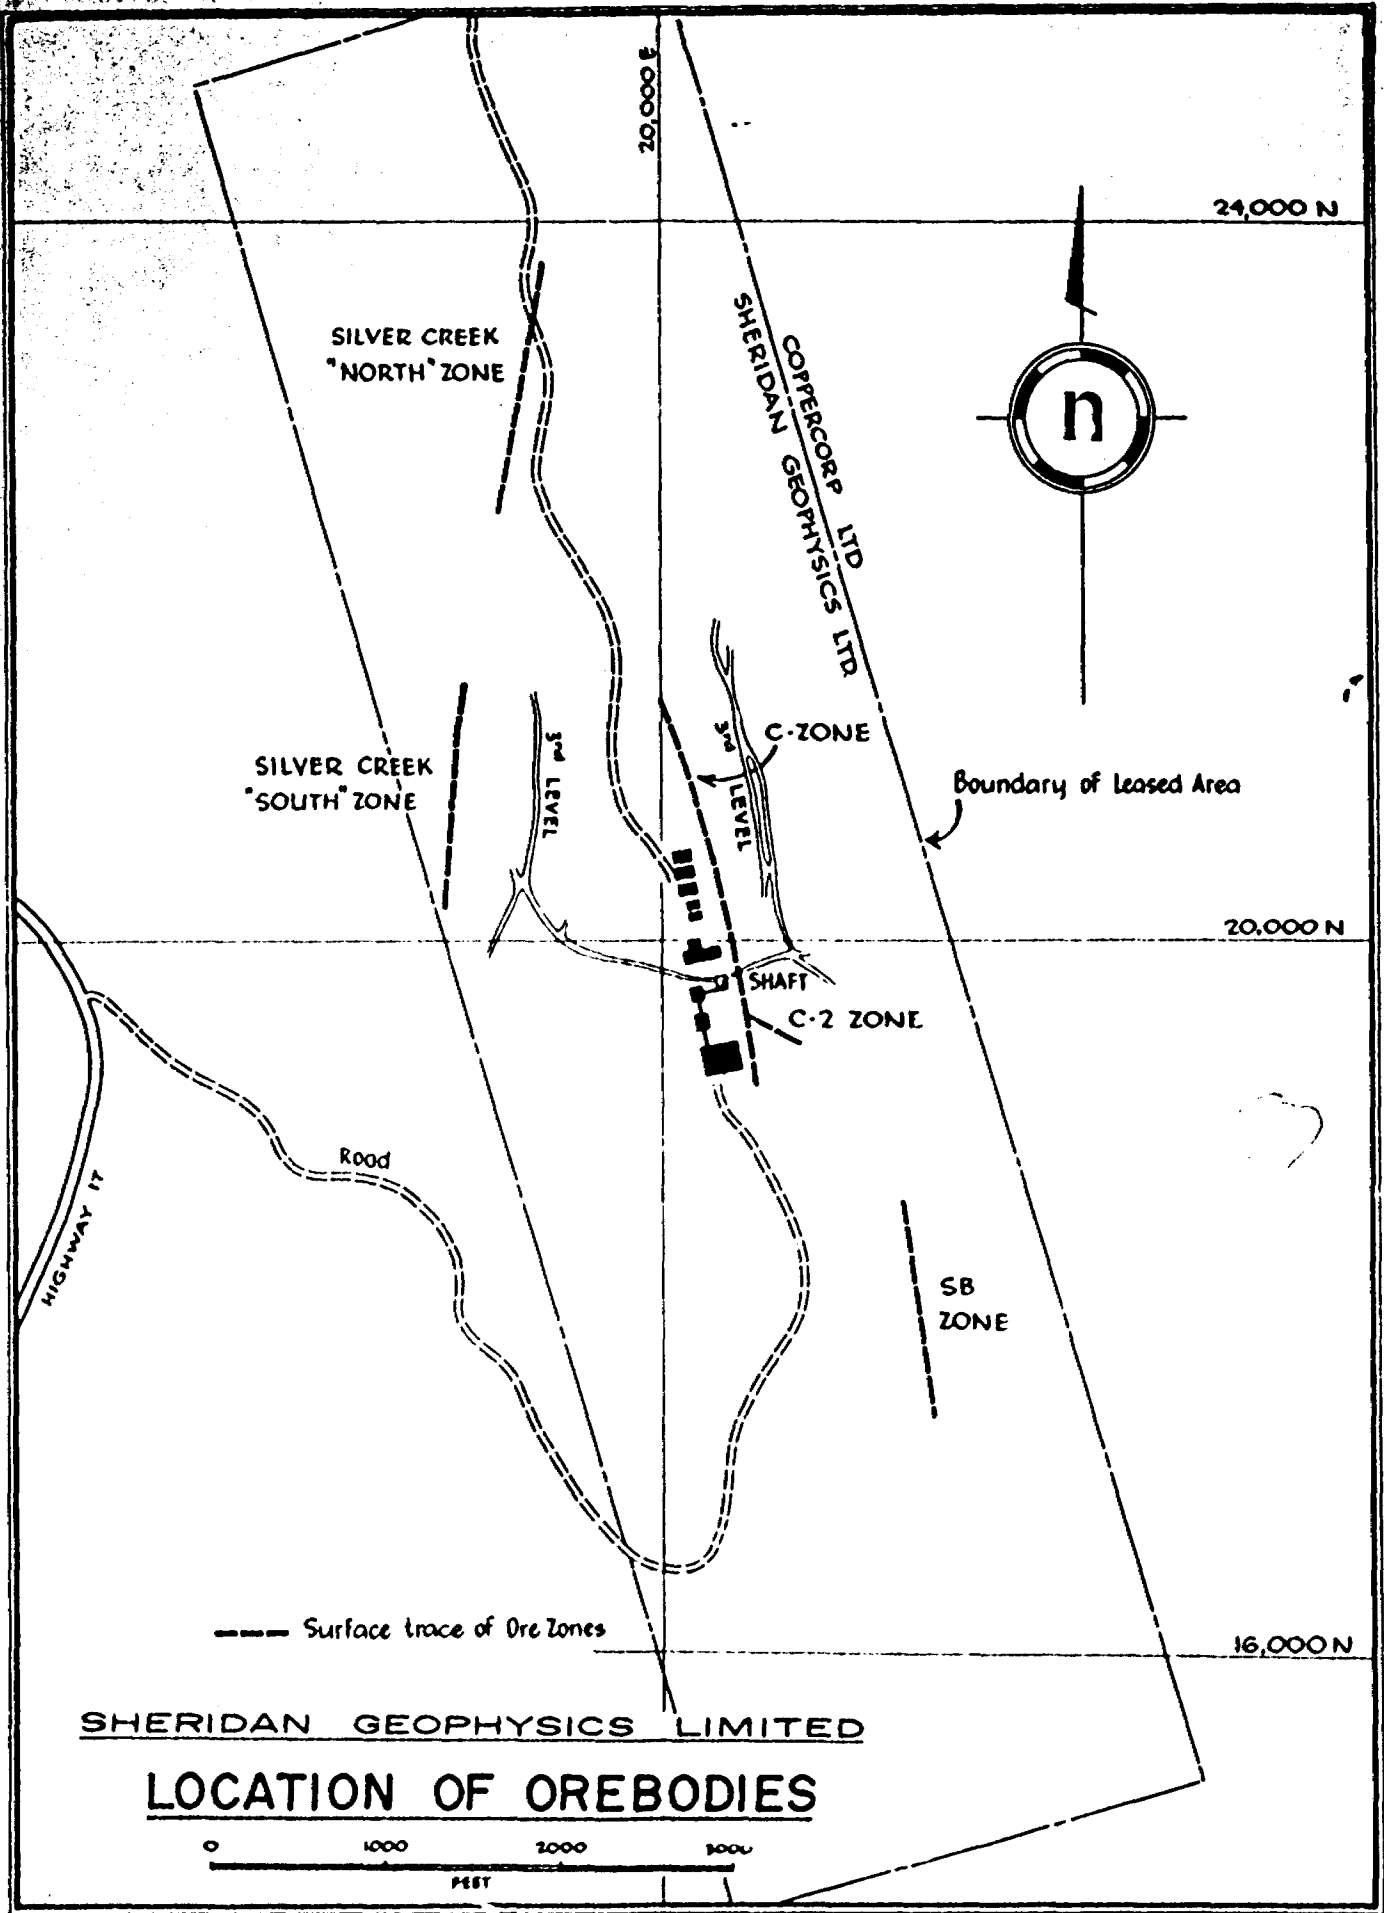 20,000 E
24,000 N
n
SILVER CREEK
"NORTH" ZONE
COPPERCORP LTD
SHERIDAN GEOPHYSICS LTD
3rd LEVEL
C-ZONE
SILVER CREEK
"SOUTH" ZONE
3rd LEVEL
Boundary of Leased Area
20,000 N
SHAFT
C-2 ZONE
Road
HIGHWAY 17
SB
ZONE
Surface trace of Ore Zones
16,000 N
SHERIDAN GEOPHYSICS LIMITED
LOCATION OF OREBODIES
0 1000 2000 3000
FEET